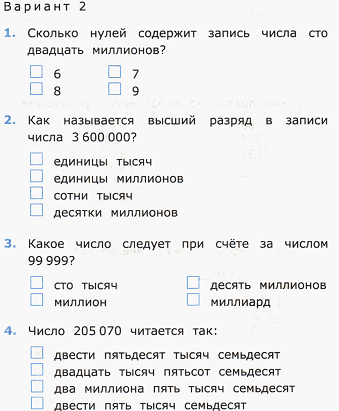 Вариант 2
1. Сколько нулей содержит запись числа сто
двадцать миллионов?
6 7
8 9
2. Как называется высший разряд в записи
числа 3 600 000?
единицы тысяч
единицы миллионов
сотни тысяч
десятки миллионов
3. Какое число следует при счёте за числом
99 999?
сто тысяч десять миллионов
миллион миллиард
4. Число 205 070 читается так:
двести пятьдесят тысяч семьдесят
двадцать тысяч пятьсот семьдесят
два миллиона пять тысяч семьдесят
двести пять тысяч семьдесят